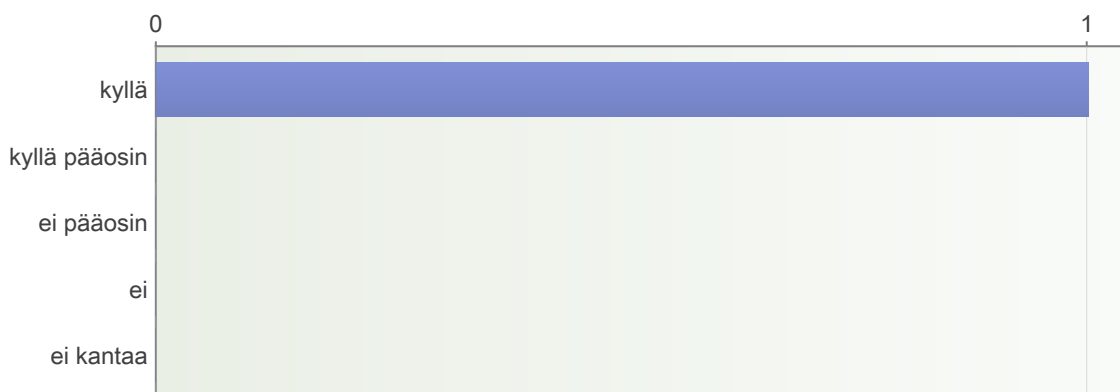 0 1
kyllä
kyllä pääosin
ei pääosin
ei
ei kantaa